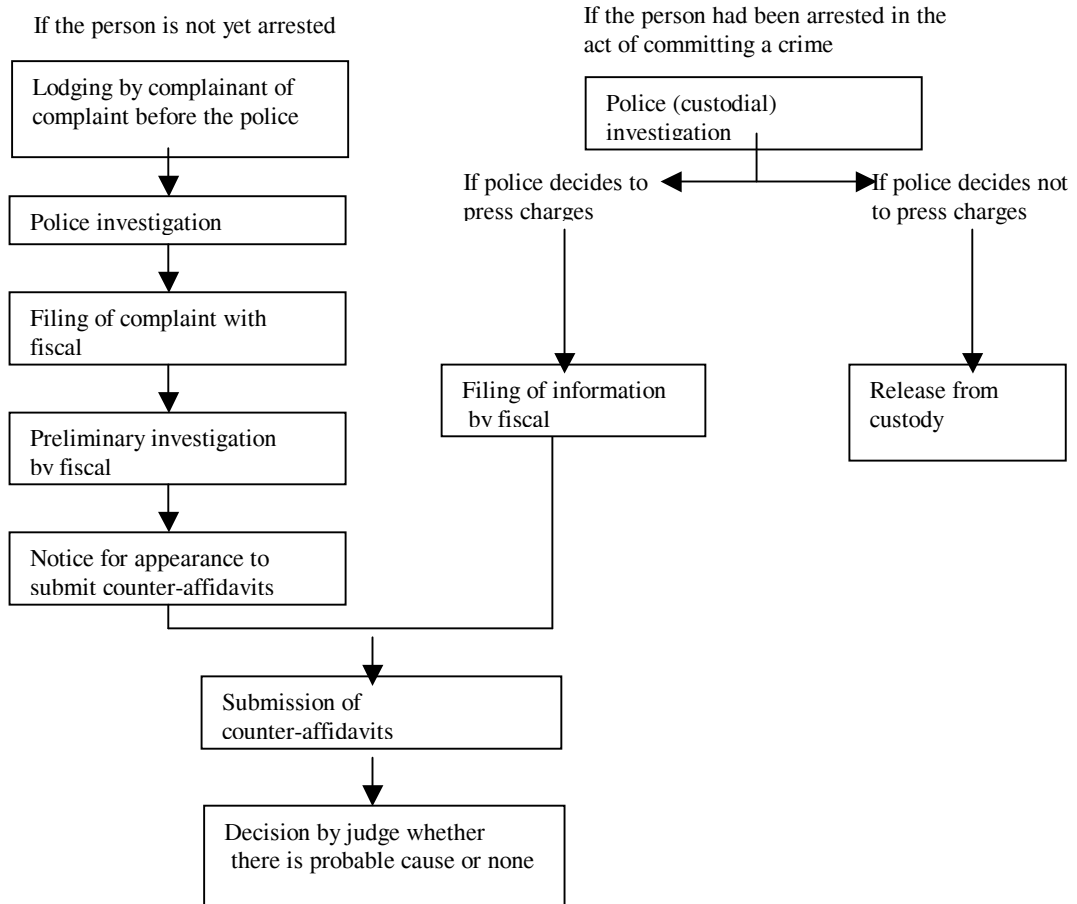 If the person is not yet arrested
Lodging by complainant of
complaint before the police
Police investigation
Filing of complaint with
fiscal
Preliminary investigation
by fiscal
Notice for appearance to
submit counter-affidavits
If the person had been arrested in the
act of committing a crime
Police (custodial)
investigation
If police decides to
press charges
If police decides not
to press charges
Filing of information
by fiscal
Release from
custody
Submission of
counter-affidavits
Decision by judge whether
there is probable cause or none